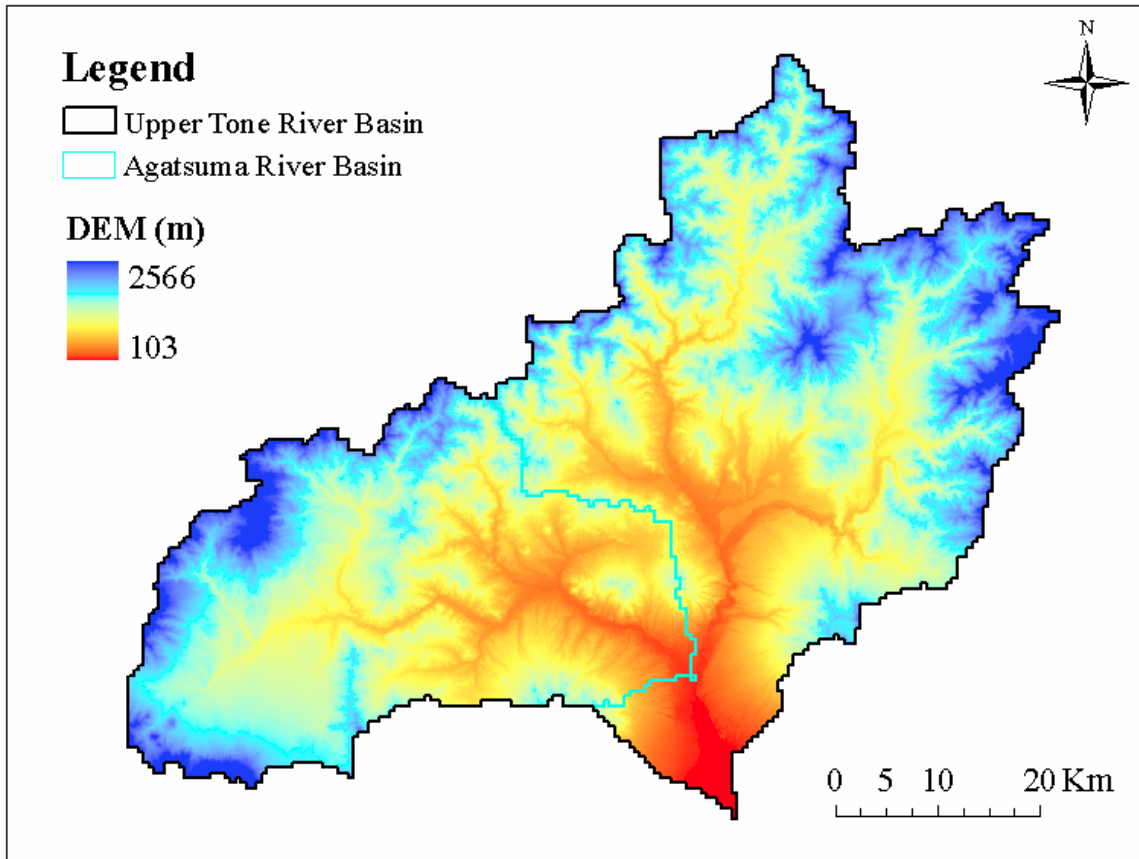 N
Legend
Upper Tone River Basin
Agatsuma River Basin
DEM (m)
2566
103
0 5 10 20 Km